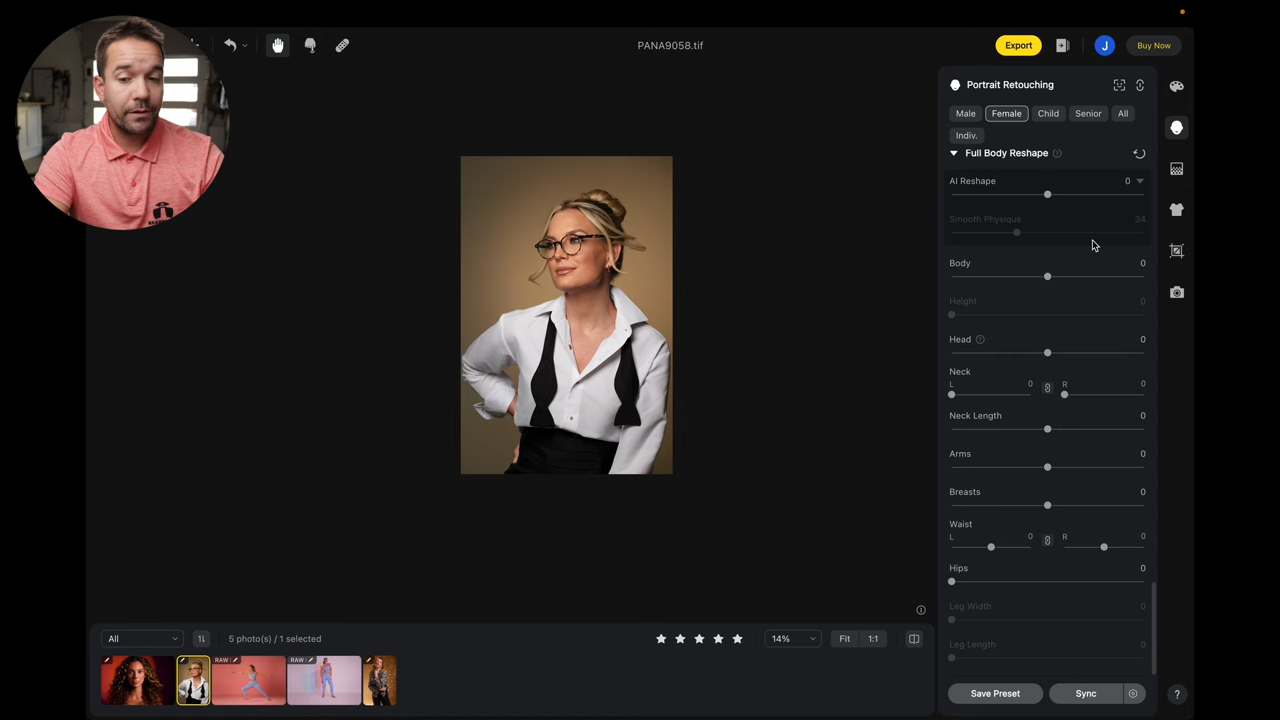 PANA9058.tif
Export
J
Buy Now
Portrait Retouching
Male Female Child Senior All
Indiv.
Full Body Reshape ?
AI Reshape 0
Smooth Physique 34
Body 0
Height 0
Head ? 0
Neck
L 0 R 0
Neck Length 0
Arms 0
Breasts 0
Waist
L 0 R 0
Hips 0
Leg Width 0
Leg Length 0
All
5 photo(s) / 1 selected
14%
Fit
1:1
RAW
RAW
Save Preset
Sync
?